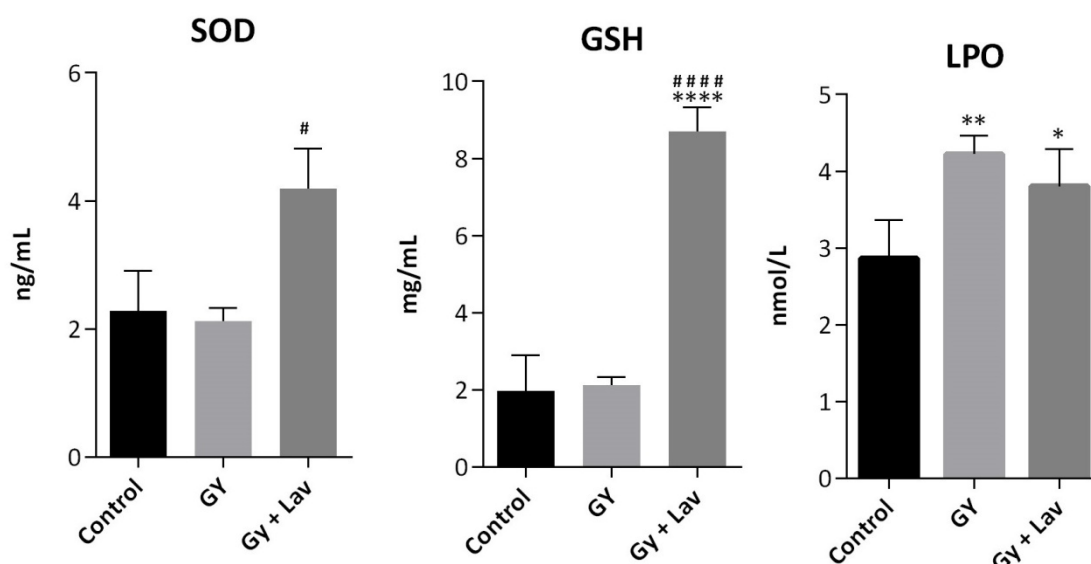 SOD
ng/mL
6
4
2
0
#
Control
GY
Gy + Lav
GSH
mg/mL
10
8
6
4
2
0
####
****
Control
GY
Gy + Lav
LPO
nmol/L
5
4
3
2
1
0
**
*
Control
GY
Gy + Lav